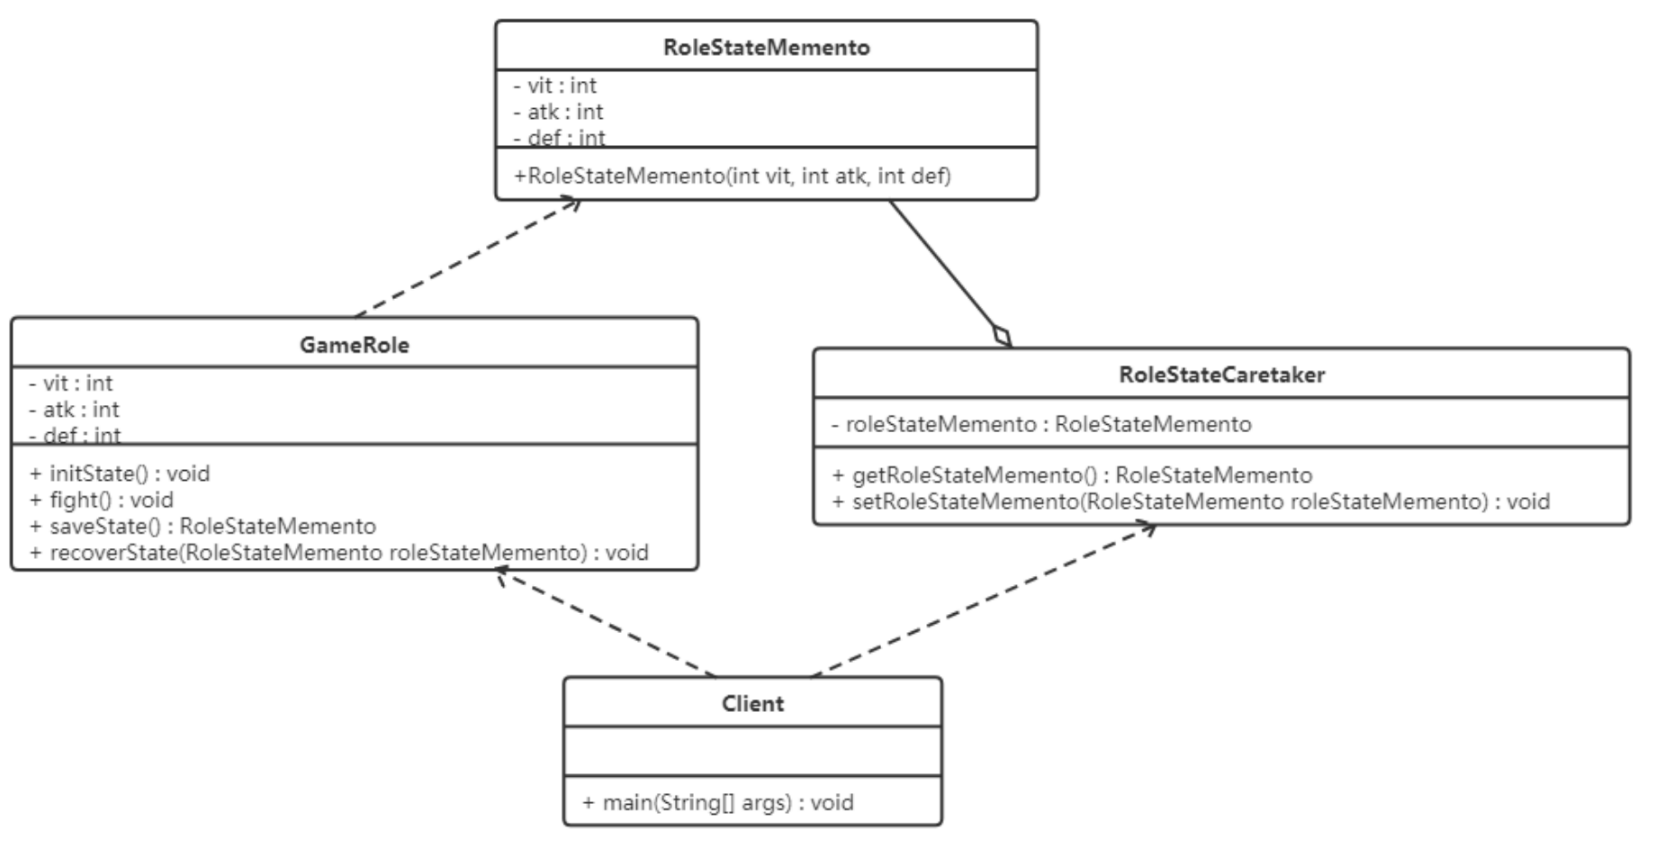 RoleStateMemento
- vit : int
- atk : int
- def : int
+RoleStateMemento(int vit, int atk, int def)
GameRole
- vit : int
- atk : int
- def : int
+ initState() : void
+ fight() : void
+ saveState() : RoleStateMemento
+ recoverState(RoleStateMemento roleStateMemento) : void
RoleStateCaretaker
- roleStateMemento : RoleStateMemento
+ getRoleStateMemento() : RoleStateMemento
+ setRoleStateMemento(RoleStateMemento roleStateMemento) : void
Client
+ main(String[] args) : void